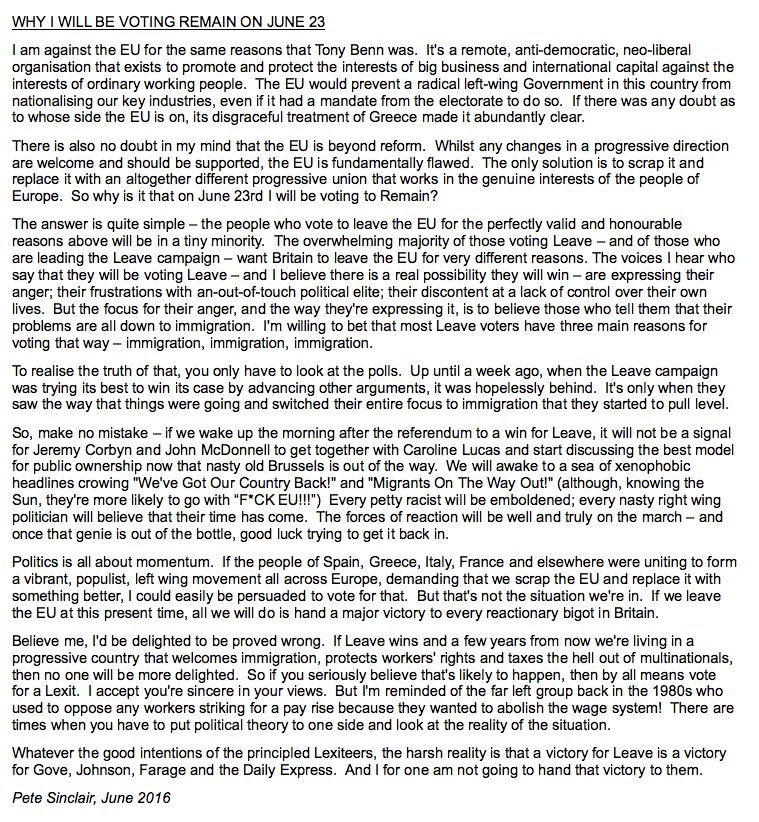 WHY I WILL BE VOTING REMAIN ON JUNE 23
I am against the EU for the same reasons that Tony Benn was.  It's a remote, anti-democratic, neo-liberal
organisation that exists to promote and protect the interests of big business and international capital against the
interests of ordinary working people.  The EU would prevent a radical left-wing Government in this country from
nationalising our key industries, even if it had a mandate from the electorate to do so.  If there was any doubt as
to whose side the EU is on, its disgraceful treatment of Greece made it abundantly clear.
There is also no doubt in my mind that the EU is beyond reform.  Whilst any changes in a progressive direction
are welcome and should be supported, the EU is fundamentally flawed.  The only solution is to scrap it and
replace it with an altogether different progressive union that works in the genuine interests of the people of
Europe.  So why is it that on June 23rd I will be voting to Remain?
The answer is quite simple – the people who vote to leave the EU for the perfectly valid and honourable
reasons above will be in a tiny minority.  The overwhelming majority of those voting Leave – and of those who
are leading the Leave campaign – want Britain to leave the EU for very different reasons. The voices I hear who
say that they will be voting Leave – and I believe there is a real possibility they will win – are expressing their
anger; their frustrations with an-out-of-touch political elite; their discontent at a lack of control over their own
lives.  But the focus for their anger, and the way they're expressing it, is to believe those who tell them that their
problems are all down to immigration.  I'm willing to bet that most Leave voters have three main reasons for
voting that way – immigration, immigration, immigration.
To realise the truth of that, you only have to look at the polls.  Up until a week ago, when the Leave campaign
was trying its best to win its case by advancing other arguments, it was hopelessly behind.  It's only when they
saw the way that things were going and switched their entire focus to immigration that they started to pull level.
So, make no mistake – if we wake up the morning after the referendum to a win for Leave, it will not be a signal
for Jeremy Corbyn and John McDonnell to get together with Caroline Lucas and start discussing the best model
for public ownership now that nasty old Brussels is out of the way.  We will awake to a sea of xenophobic
headlines crowing "We've Got Our Country Back!" and "Migrants On The Way Out!" (although, knowing the
Sun, they're more likely to go with "F*CK EU!!!")  Every petty racist will be emboldened; every nasty right wing
politician will believe that their time has come.  The forces of reaction will be well and truly on the march – and
once that genie is out of the bottle, good luck trying to get it back in.
Politics is all about momentum.  If the people of Spain, Greece, Italy, France and elsewhere were uniting to form
a vibrant, populist, left wing movement all across Europe, demanding that we scrap the EU and replace it with
something better, I could easily be persuaded to vote for that.  But that's not the situation we're in.  If we leave
the EU at this present time, all we will do is hand a major victory to every reactionary bigot in Britain.
Believe me, I'd be delighted to be proved wrong.  If Leave wins and a few years from now we're living in a
progressive country that welcomes immigration, protects workers' rights and taxes the hell out of multinationals,
then no one will be more delighted.  So if you seriously believe that's likely to happen, then by all means vote
for a Lexit.  I accept you're sincere in your views.  But I'm reminded of the far left group back in the 1980s who
used to oppose any workers striking for a pay rise because they wanted to abolish the wage system!  There are
times when you have to put political theory to one side and look at the reality of the situation.
Whatever the good intentions of the principled Lexiteers, the harsh reality is that a victory for Leave is a victory
for Gove, Johnson, Farage and the Daily Express.  And I for one am not going to hand that victory to them.
Pete Sinclair, June 2016